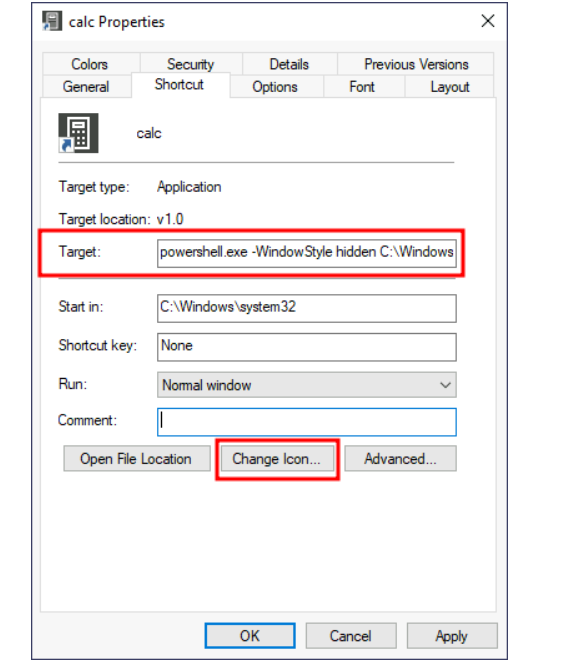 calc Properties
Colors Security Details Previous Versions
General Shortcut Options Font Layout
calc
Target type: Application
Target location: v1.0
Target: powershell.exe -WindowStyle hidden C:\Windows
Start in: C:\Windows\system32
Shortcut key: None
Run: Normal window
Comment:
Open File Location Change Icon... Advanced...
OK Cancel Apply